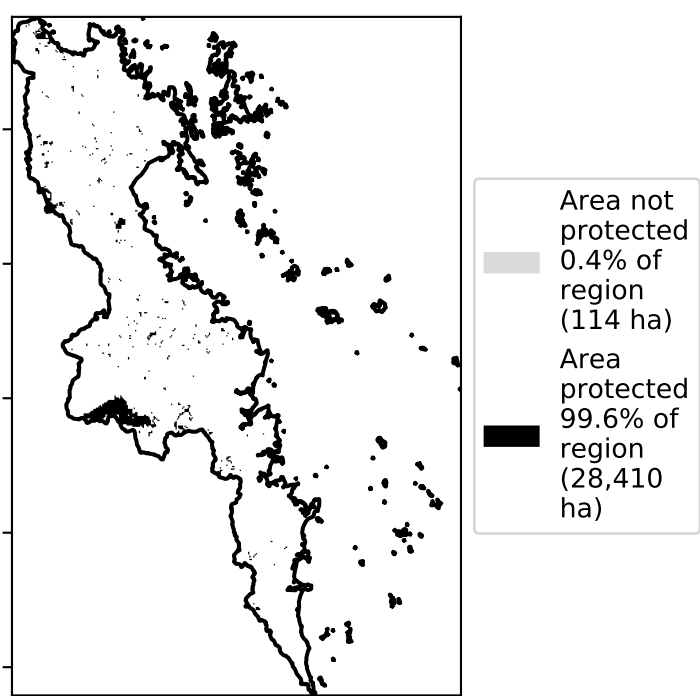 Area not
protected
0.4% of
region
(114 ha)
Area
protected
99.6% of
region
(28,410
ha)